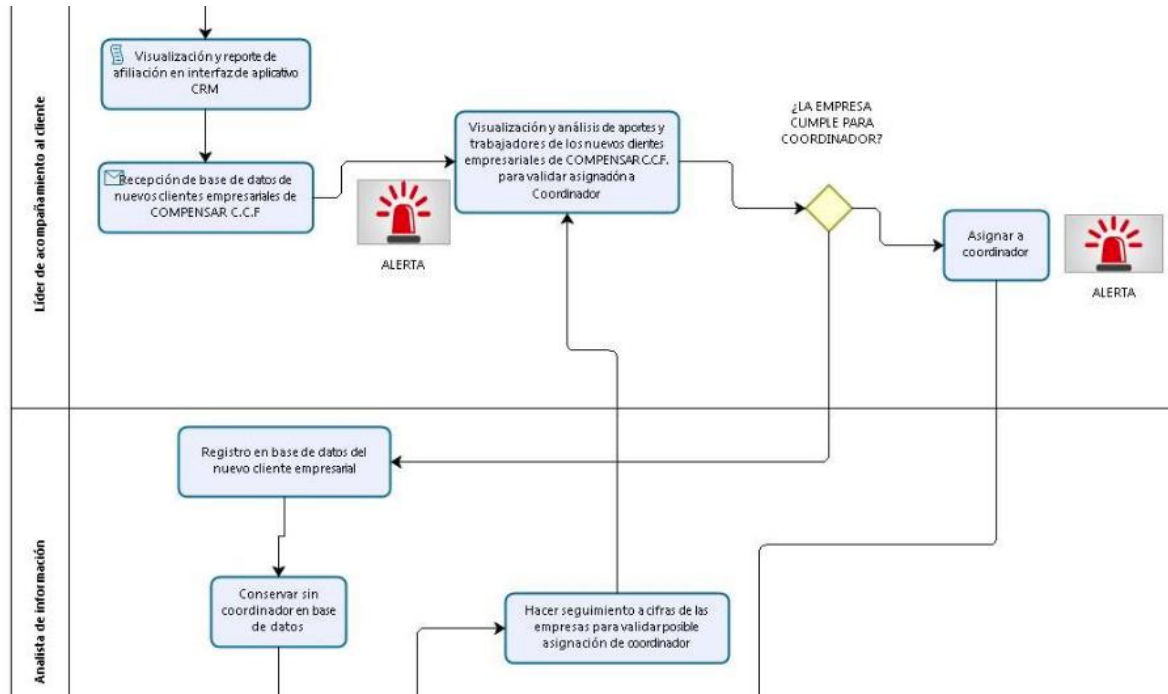 Líder de acompañamiento al cliente
Visualización y reporte de
afiliación en interfaz de aplicativo
CRM
Recepción de base de datos de
nuevos clientes empresariales de
COMPENSAR C.C.F
ALERTA
Visualización y análisis de aportes y
trabajadores de los nuevos clientes
empresariales de COMPENSAR C.C.F.
para validar asignación a
Coordinador
¿LA EMPRESA
CUMPLE PARA
COORDINADOR?
Asignar a
coordinador
ALERTA
Analista de información
Registro en base de datos del
nuevo cliente empresarial
Conservar sin
coordinador en base
de datos
Hacer seguimiento a cifras de las
empresas para validar posible
asignación de coordinador